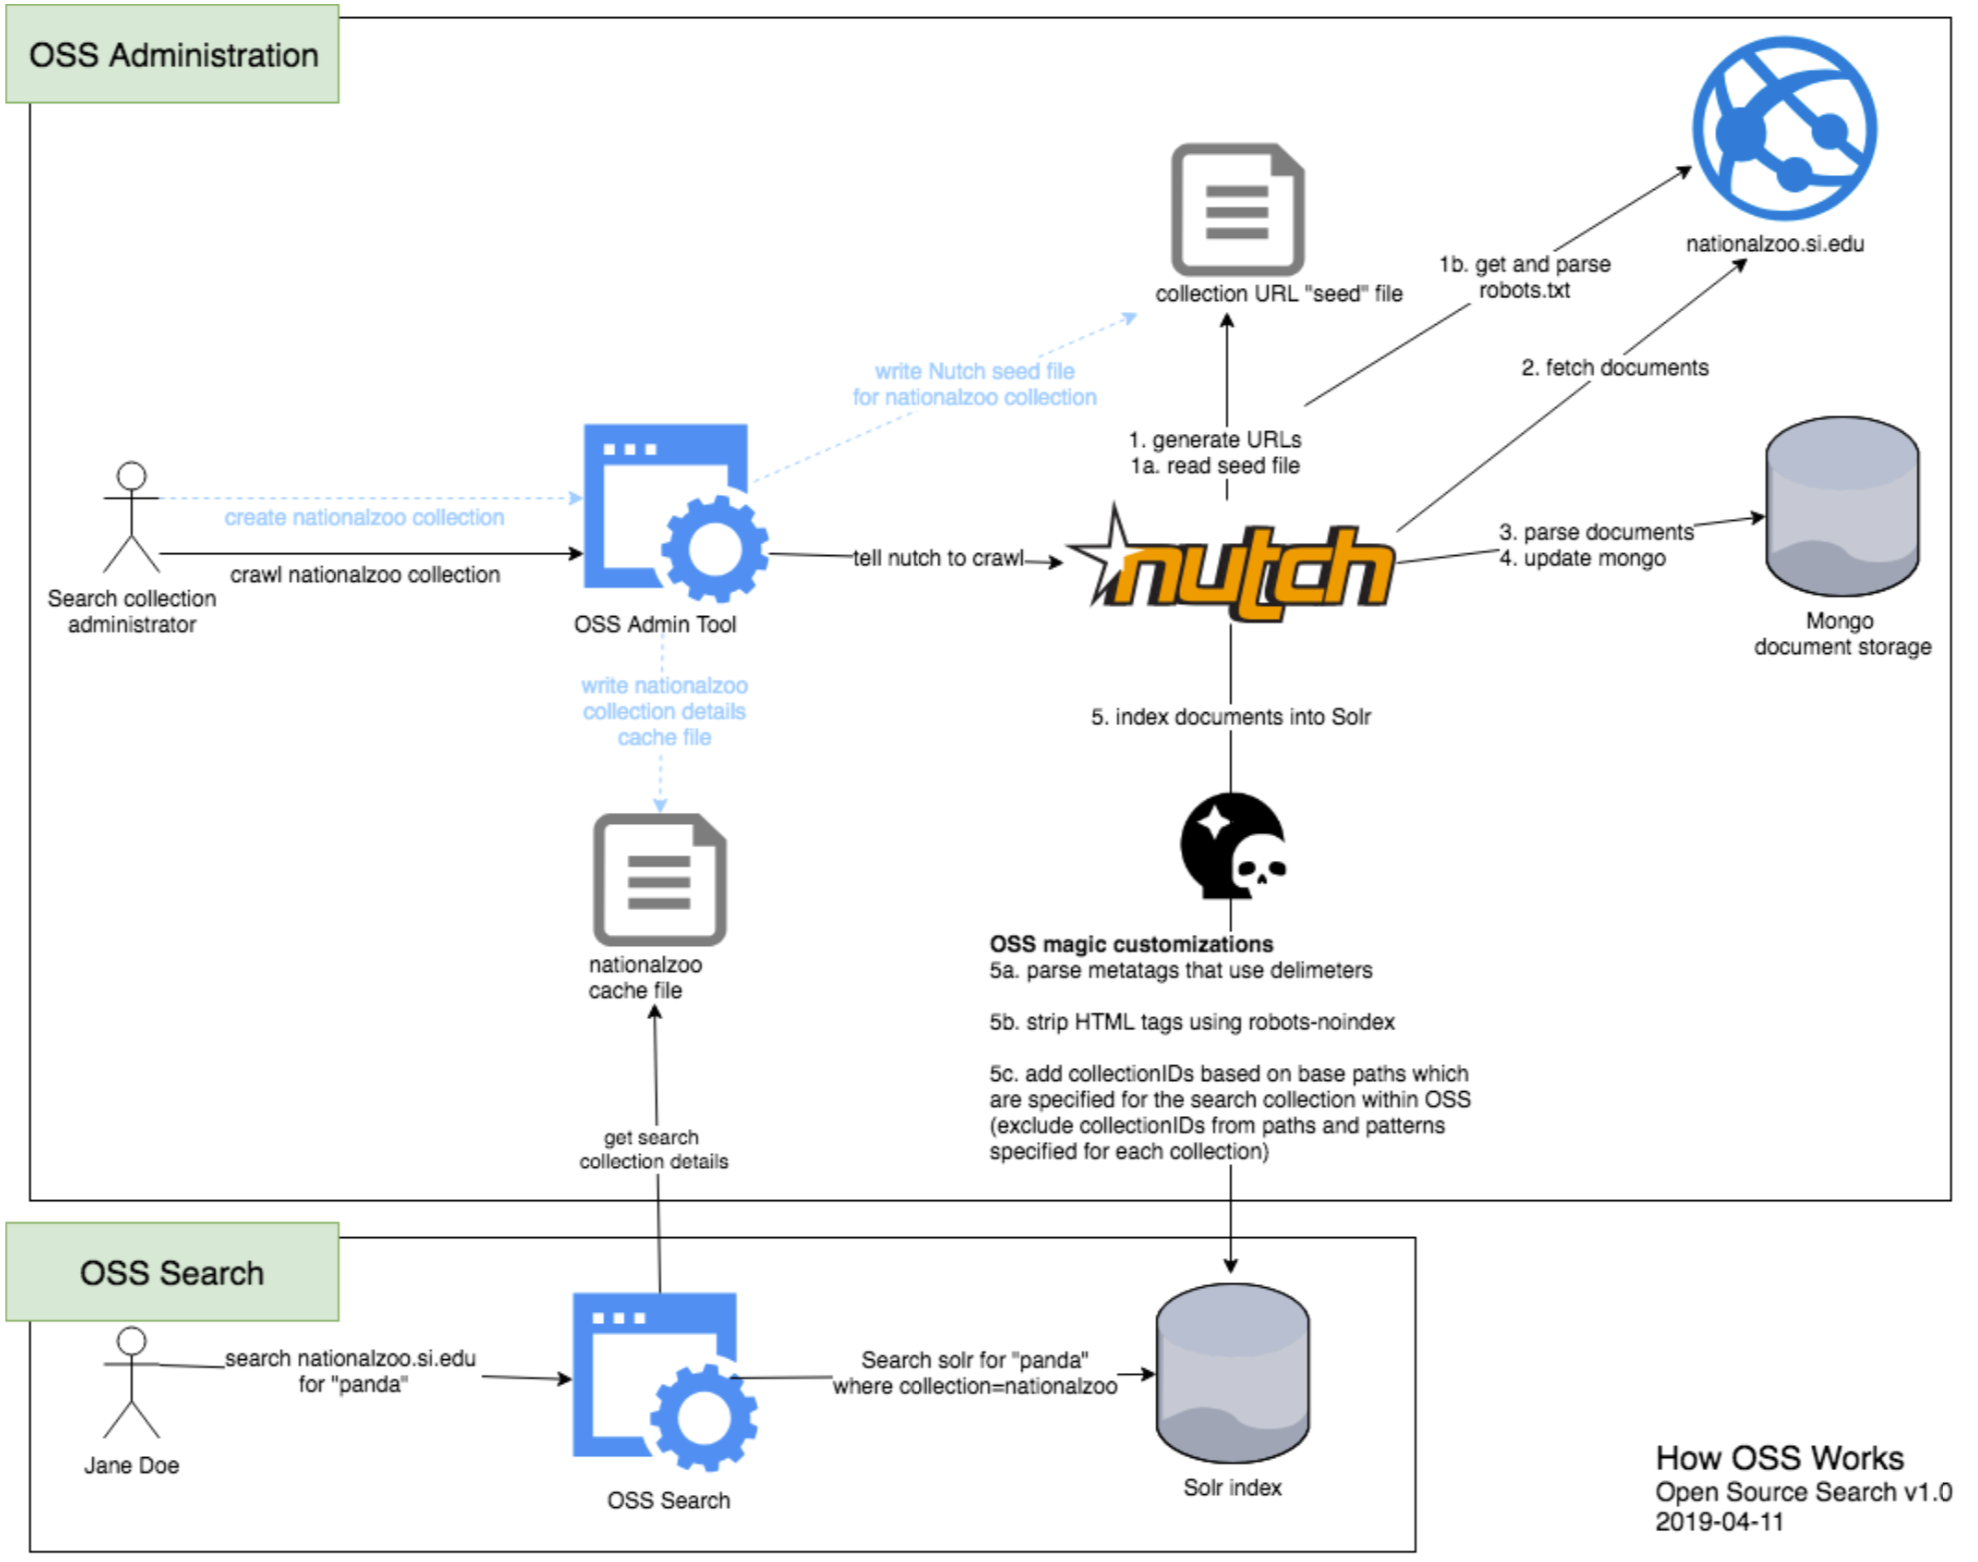 OSS Administration
nationalzoo.si.edu
collection URL "seed" file
1b. get and parse
robots.txt
write Nutch seed file
for nationalzoo collection
2. fetch documents
1. generate URLs
1a. read seed file
create nationalzoo collection
crawl nationalzoo collection
Search collection
administrator
OSS Admin Tool
tell nutch to crawl
nutch
3. parse documents
4. update mongo
Mongo
document storage
write nationalzoo
collection details
cache file
5. index documents into Solr
nationalzoo
cache file
OSS magic customizations
5a. parse metatags that use delimeters
5b. strip HTML tags using robots-noindex
5c. add collectionIDs based on base paths which
are specified for the search collection within OSS
(exclude collectionIDs from paths and patterns
specified for each collection)
get search
collection details
OSS Search
search nationalzoo.si.edu
for "panda"
Jane Doe
OSS Search
Search solr for "panda"
where collection=nationalzoo
Solr index
How OSS Works
Open Source Search v1.0
2019-04-11